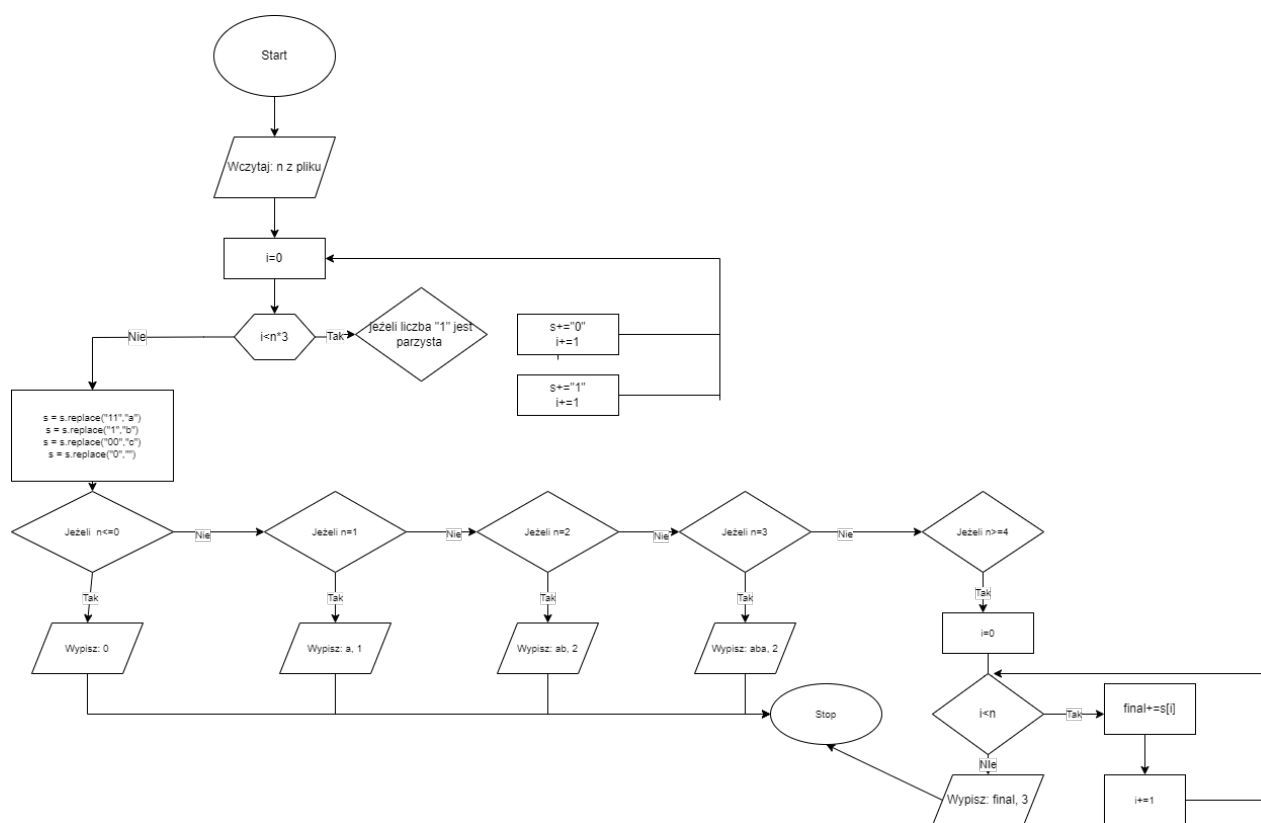 Start
Wczytaj: n z pliku
i=0
i<n*3
Nie
Tak
jeżeli liczba "1" jest
parzysta
s+="0"
i+=1
s+="1"
i+=1
s = s.replace("11","a")
s = s.replace("1","b")
s = s.replace("00","c")
s = s.replace("0","")
Jeżeli n<=0
Nie
Jeżeli n=1
Nie
Jeżeli n=2
Nie
Jeżeli n=3
Nie
Jeżeli n>=4
Tak
Tak
Tak
Tak
Tak
Wypisz: 0
Wypisz: a, 1
Wypisz: ab, 2
Wypisz: aba, 2
i=0
Stop
i<n
Tak
final+=s[i]
NIe
Wypisz: final, 3
i+=1